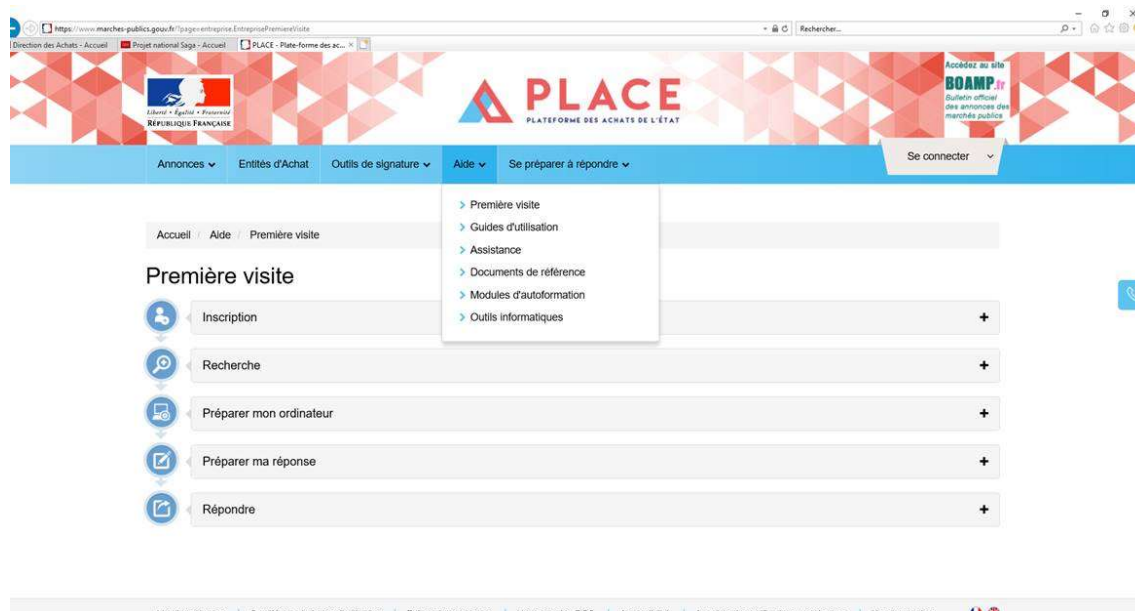 https://www.marches-publics.gouv.fr/?page=entreprise.EntreprisePremiereVisite
Rechercher...
Direction des Achats - Accueil
Projet national Saga - Accueil
PLACE - Plate-forme des ac...
Liberté • Égalité • Fraternité
RÉPUBLIQUE FRANÇAISE
PLACE
PLATEFORME DES ACHATS DE L'ÉTAT
Accédez au site
BOAMP.fr
Bulletin officiel
des annonces des
marchés publics
Annonces
Entités d'Achat
Outils de signature
Aide
Se préparer à répondre
Se connecter
Première visite
Guides d'utilisation
Assistance
Documents de référence
Modules d'autoformation
Outils informatiques
Accueil / Aide / Première visite
Première visite
Inscription
Recherche
Préparer mon ordinateur
Préparer ma réponse
Répondre